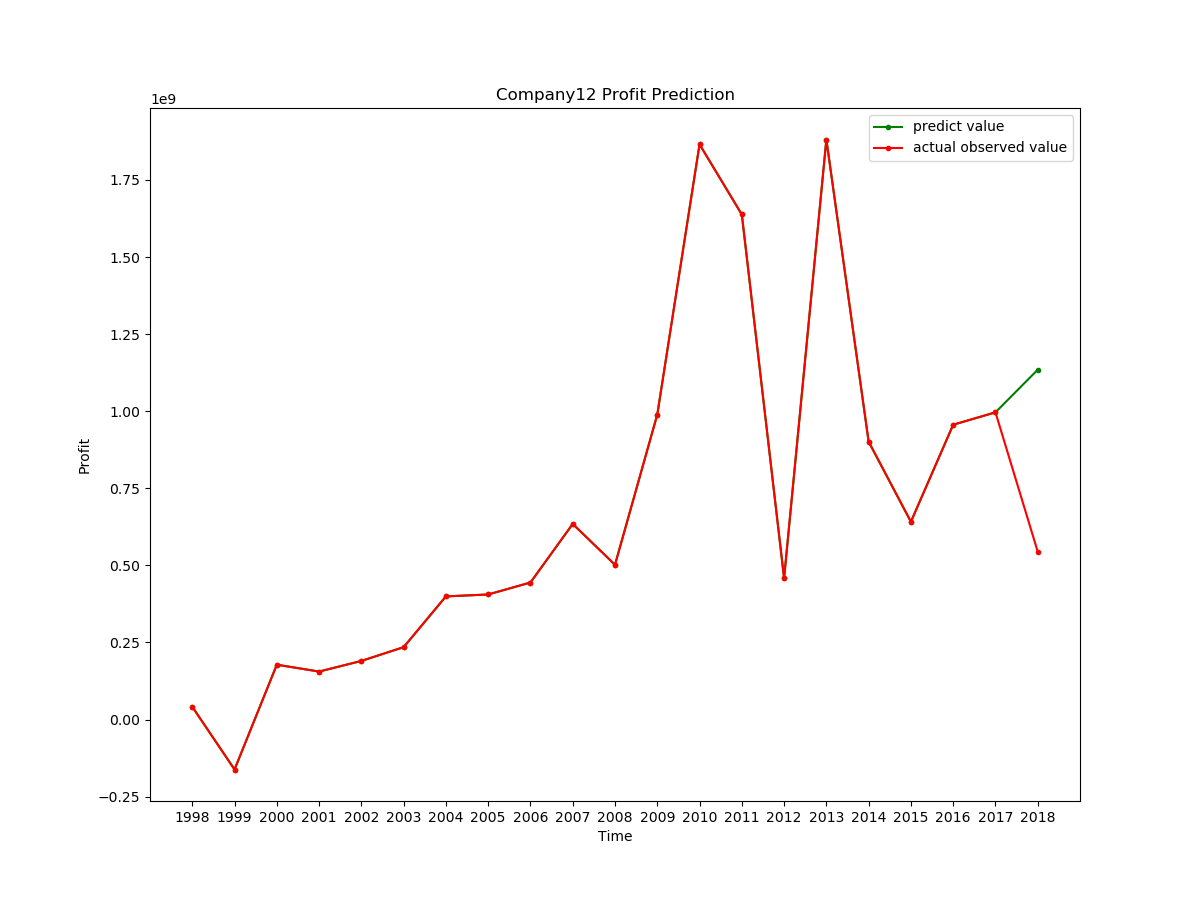 Company12 Profit Prediction
1e9
predict value
actual observed value
1.75
1.50
1.25
1.00
0.75
0.50
0.25
0.00
−0.25
Profit
1998 1999 2000 2001 2002 2003 2004 2005 2006 2007 2008 2009 2010 2011 2012 2013 2014 2015 2016 2017 2018
Time